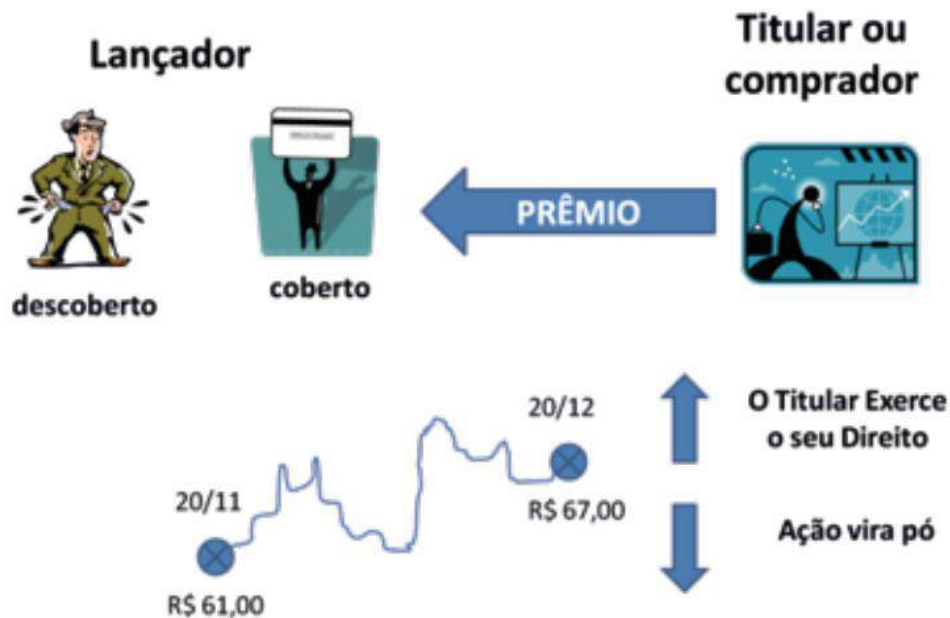 Lançador
Titular ou
comprador
PRÊMIO
descoberto
coberto
20/11
R$ 61,00
20/12
R$ 67,00
O Titular Exerce
o seu Direito
Ação vira pó